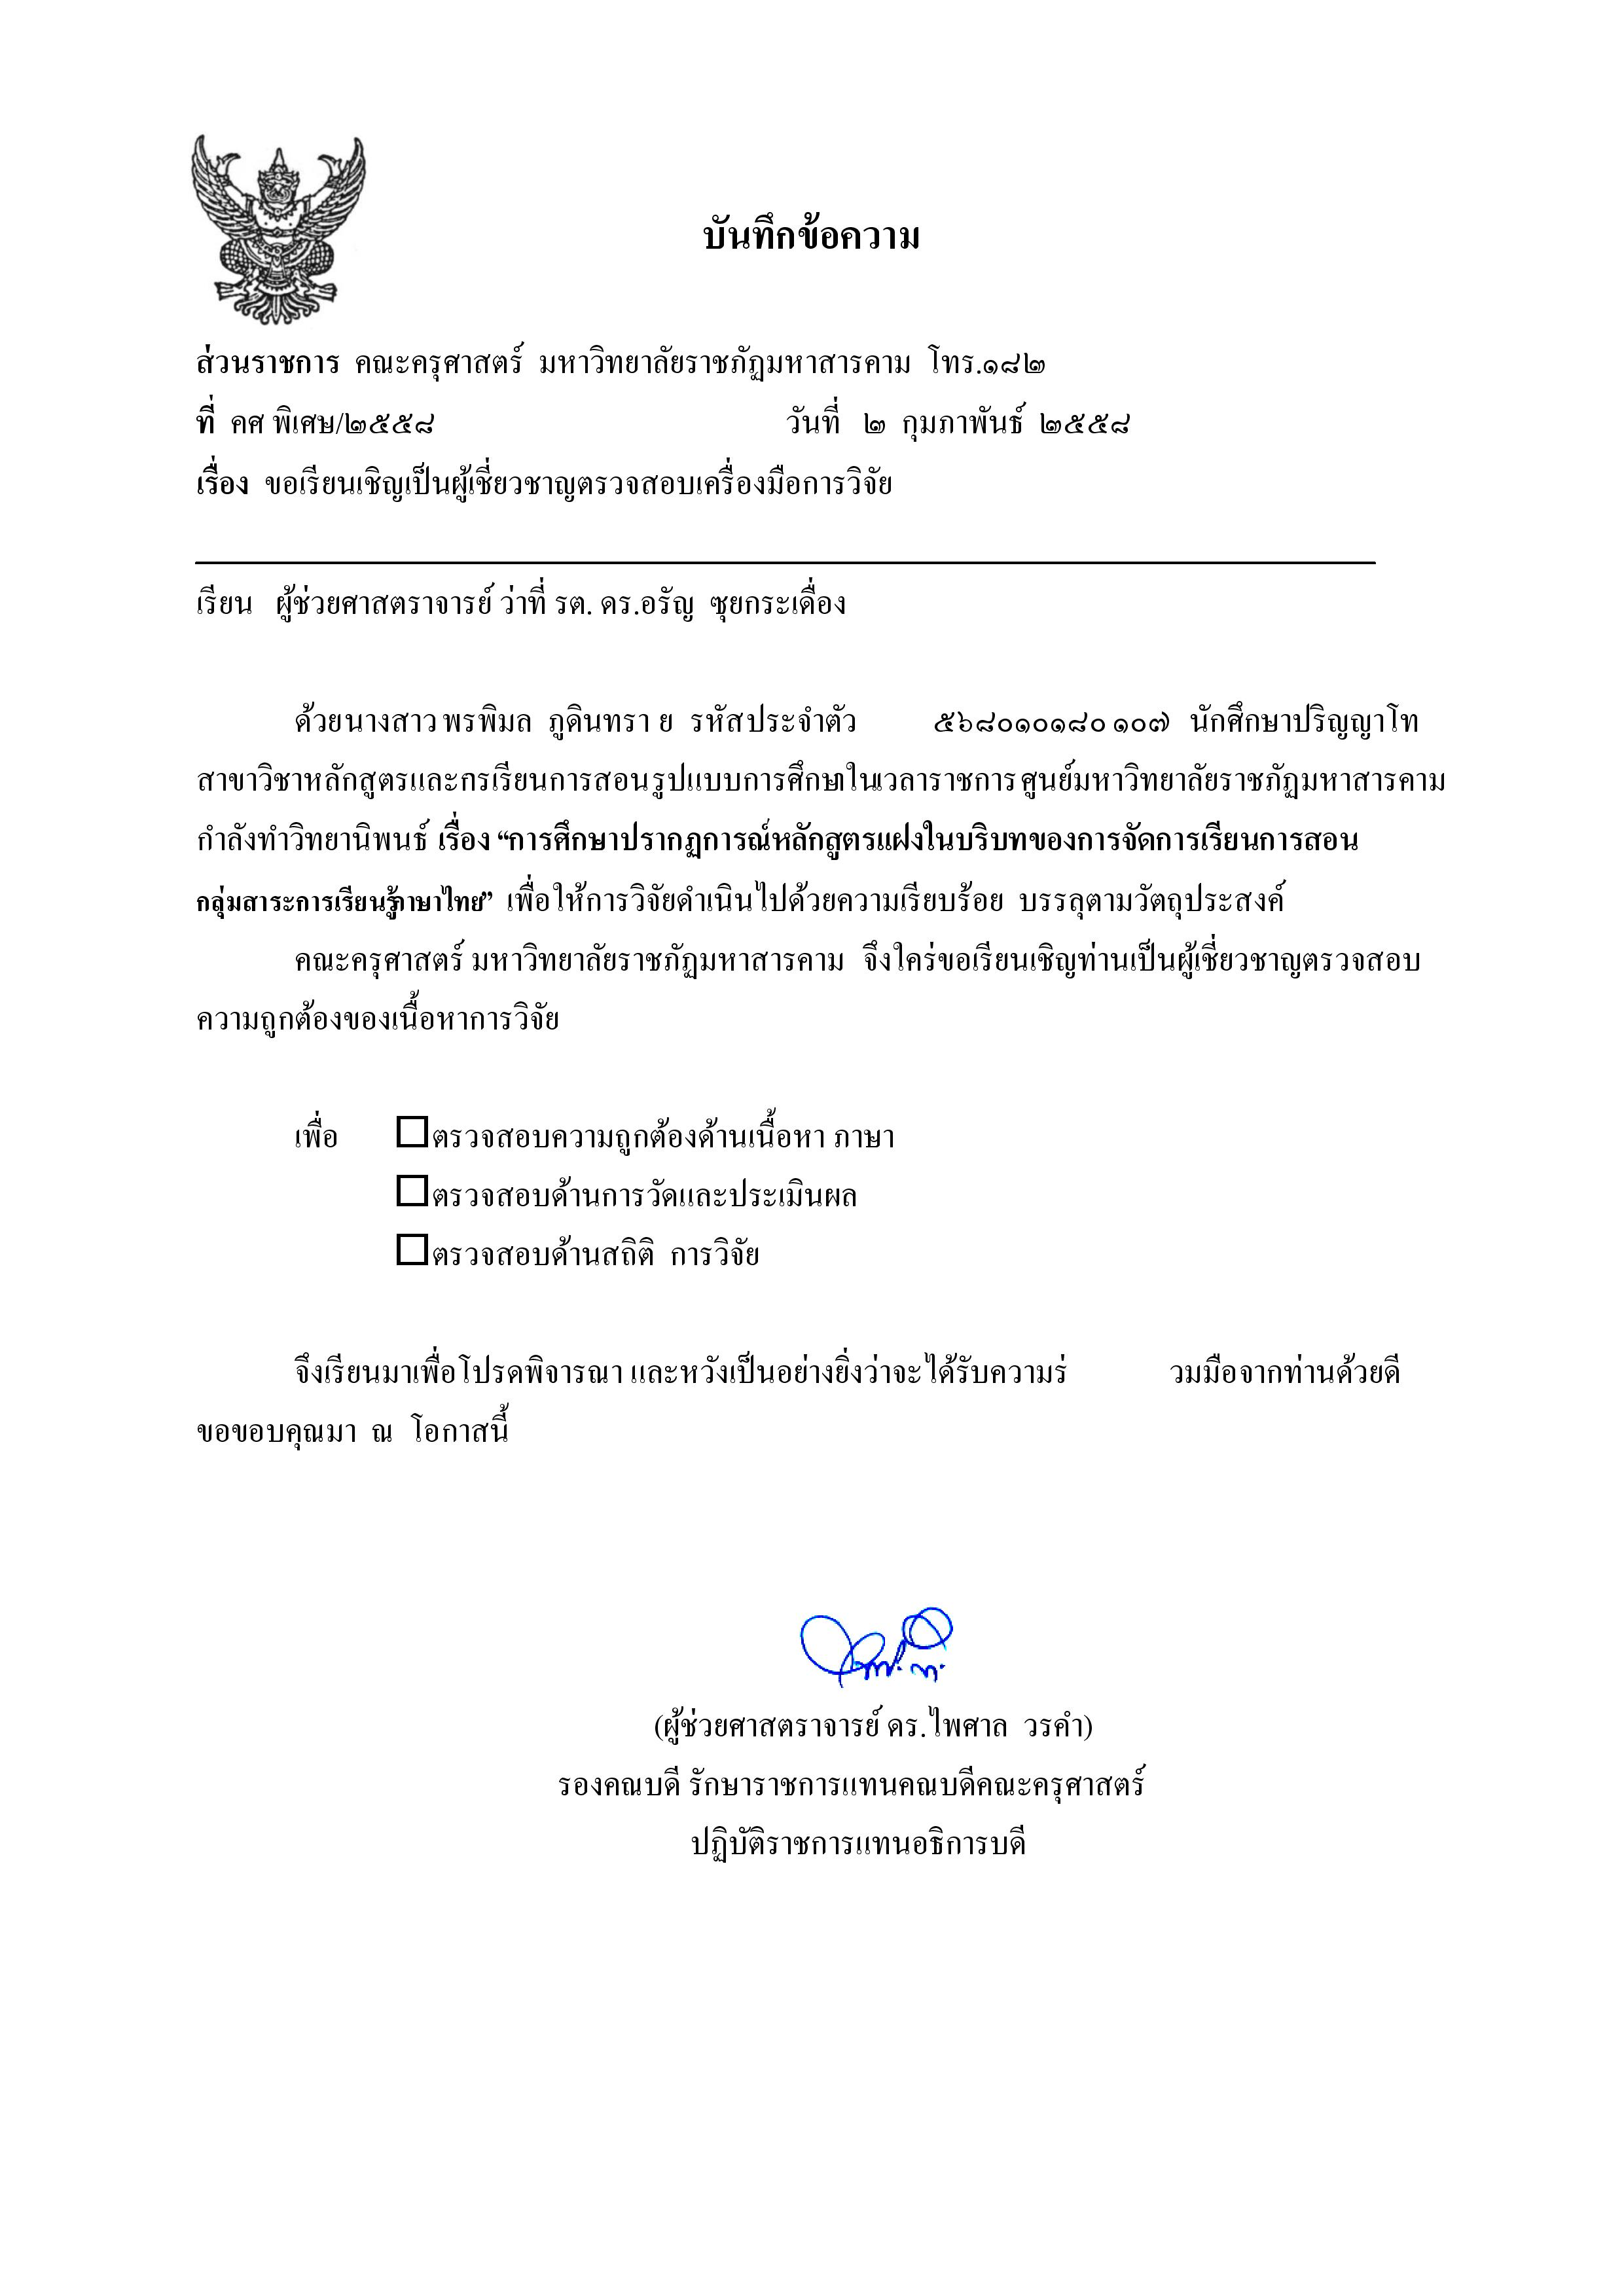 บันทึกข้อความ
ส่วนราชการ คณะครุศาสตร์ มหาวิทยาลัยราชภัฏมหาสารคาม โทร.๑๘๒
ที่ คศ พิเศษ/๒๕๕๘ วันที่ ๒ กุมภาพันธ์ ๒๕๕๘
เรื่อง ขอเรียนเชิญเป็นผู้เชี่ยวชาญตรวจสอบเครื่องมือการวิจัย
เรียน ผู้ช่วยศาสตราจารย์ ว่าที่ รต. ดร.อรัญ ซุยกระเดื่อง
ด้วยนางสาว พรพิมล ภูดินทรา ย รหัสประจำตัว ๕๖๘๐๑๐๑๘๐ ๑๐๗ นักศึกษาปริญญาโท
สาขาวิชาหลักสูตรและกรเรียนการสอน รูปแบบการศึกษาในเวลาราชการ ศูนย์มหาวิทยาลัยราชภัฏมหาสารคาม
กำลังทำวิทยานิพนธ์ เรื่อง “การศึกษาปรากฏการณ์หลักสูตรแฝงในบริบทของการจัดการเรียนการสอน
กลุ่มสาระการเรียนรู้ภาษาไทย” เพื่อให้การวิจัยดำเนินไปด้วยความเรียบร้อย บรรลุตามวัตถุประสงค์
คณะครุศาสตร์ มหาวิทยาลัยราชภัฏมหาสารคาม จึงใคร่ขอเรียนเชิญท่านเป็นผู้เชี่ยวชาญตรวจสอบ
ความถูกต้องของเนื้อหาการวิจัย
เพื่อ ☐ ตรวจสอบความถูกต้องด้านเนื้อหา ภาษา
☐ ตรวจสอบด้านการวัดและประเมินผล
☐ ตรวจสอบด้านสถิติ การวิจัย
จึงเรียนมาเพื่อโปรดพิจารณา และหวังเป็นอย่างยิ่งว่าจะได้รับความร่ วมมือจากท่านด้วยดี
ขอขอบคุณมา ณ โอกาสนี้
(ผู้ช่วยศาสตราจารย์ ดร.ไพศาล วรคำ)
รองคณบดี รักษาราชการแทนคณบดีคณะครุศาสตร์
ปฏิบัติราชการแทนอธิการบดี